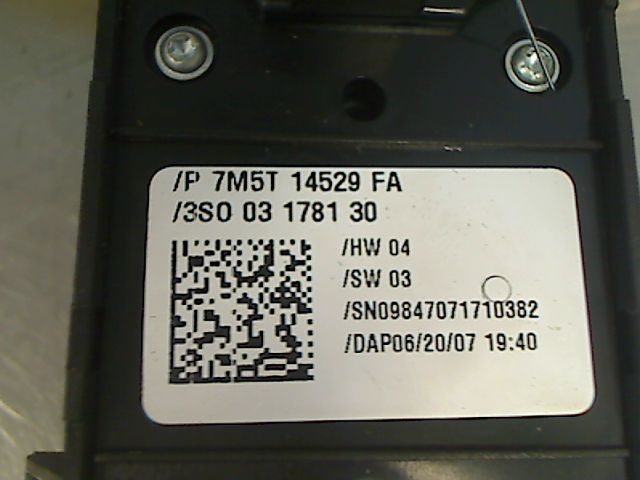 /P 7M5T 14529 FA
/3SO 03 1781 30
/HW 04
/SW 03
/SN09847071710382
/DAP06/20/07 19:40